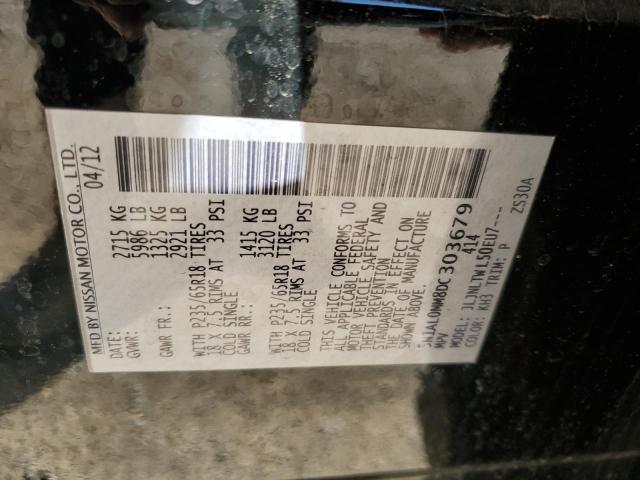 MFD BY NISSAN MOTOR CO., LTD.
DATE: 04/12
GVWR: 2715 KG
5986 LB
GAWR FR.: 1325 KG
2921 LB
WITH P235/65R18 TIRES
18 X 7.5 RIMS AT 33 PSI
COLD SINGLE
GAWR RR.: 1415 KG
3120 LB
WITH P235/65R18 TIRES
18 X 7.5 RIMS AT 33 PSI
COLD SINGLE
THIS VEHICLE CONFORMS TO
ALL APPLICABLE FEDERAL
MOTOR VEHICLE SAFETY AND
THEFT PREVENTION
STANDARDS IN EFFECT ON
THE DATE OF MANUFACTURE
SHOWN ABOVE.
5N1AL0MM8DC303679
MPV 414
MODEL: JLJNLTWL50EU7---
COLOR: KH3 TRIM: P
ZS30A